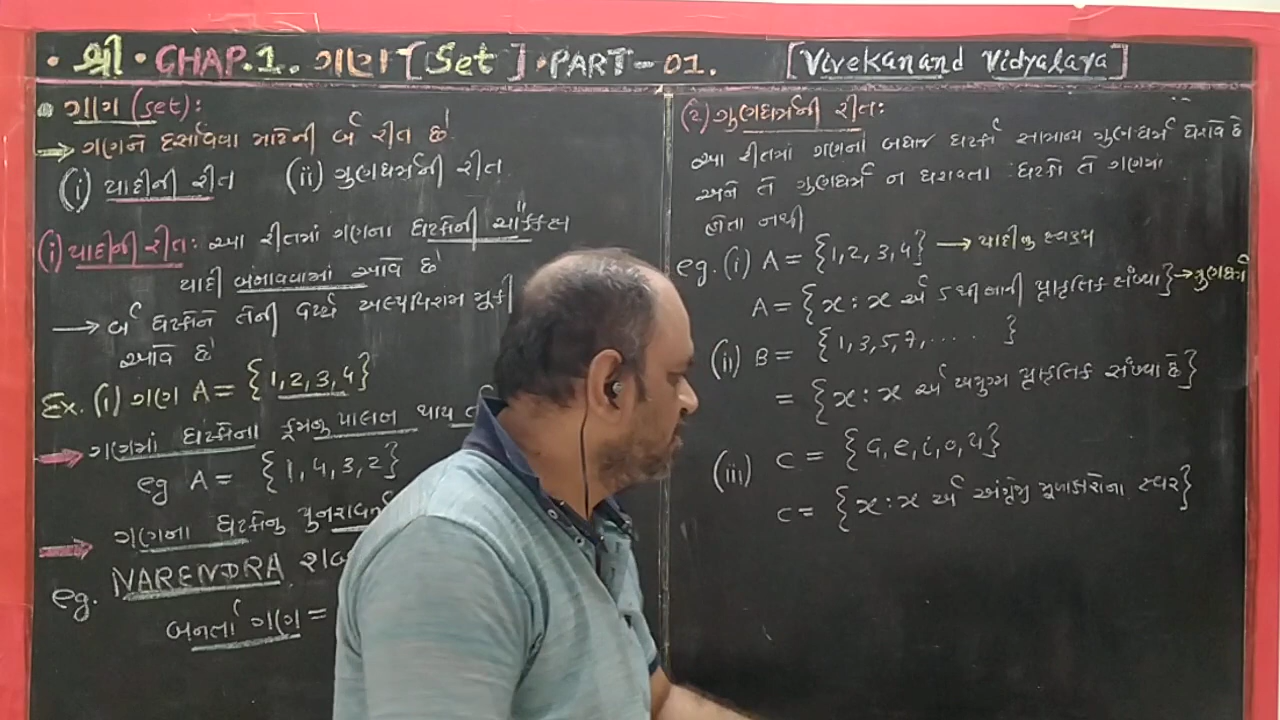 • શ્રી • CHAP.1. ગણ [Set] • PART - 01. [Vivekanand Vidyalaya]
ગણ (set):
→ ગણને દર્શાવવા માટેની બે રીત છે
(i) યાદીની રીત (ii) ગુણધર્મની રીત
(i) યાદીની રીત: આ રીતમાં ગણના ઘટકોની ચોક્કસ
યાદી બનાવવામાં આવે છે
→ બે ઘટકોને તેની વચ્ચે અલ્પવિરામ મૂકી
આવે છે
Ex. (i) ગણ A = {1, 2, 3, 4}
ગણમાં ઘટકોના ક્રમનુ પાલન થાય
eg A = {1, 4, 3, 2}
ગણના ઘટકોનુ
eg. NARENDRA
બનતો ગણ =
(૨) ગુણધર્મની રીત:
આ રીતમાં ગણનાં બધાજ ઘટકો સામાન્ય ગુણધર્મ ધરાવે છે
અને તે ગુણધર્મ ન ધરાવતા ઘટકો તે ગણમાં
હોતા નથી
eg. (i) A = {1, 2, 3, 4} → યાદીનુ સ્વરૂપ
A = {x : x એ 5 થી નાની પ્રાકૃતિક સંખ્યા} → ગુણધર્મ
(ii) B = {1, 3, 5, 7, ..... }
= {x : x એ અયુગ્મ પ્રાકૃતિક સંખ્યા છે}
(iii) C = {a, e, i, o, u}
C = {x : x એ અંગ્રેજી મૂળાક્ષરોના સ્વર}